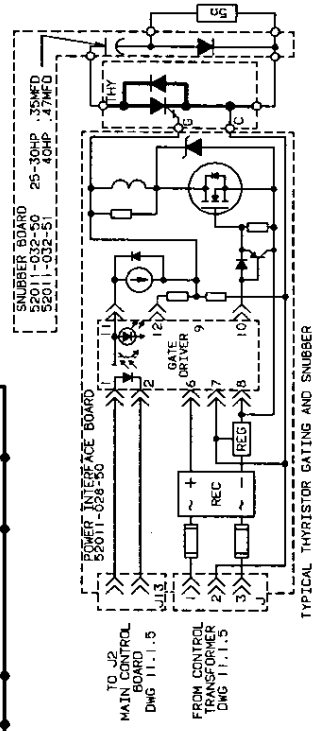 SNUBBER BOARD
52011-032-50 25-30HP .35MFD
52011-032-51 40HP .47MFD
50
THY
G
C
POWER INTERFACE BOARD
52011-028-50
TO J2
MAIN CONTROL
BOARD
DWG 11.1.5
J13
1
2
11
12
9
10
GATE
DRIVER
6
7
8
FROM CONTROL
TRANSFORMER
DWG 11.1.5
J
1
2
3
~ +
REC
~ −
REG
TYPICAL THYRISTOR GATING AND SNUBBER